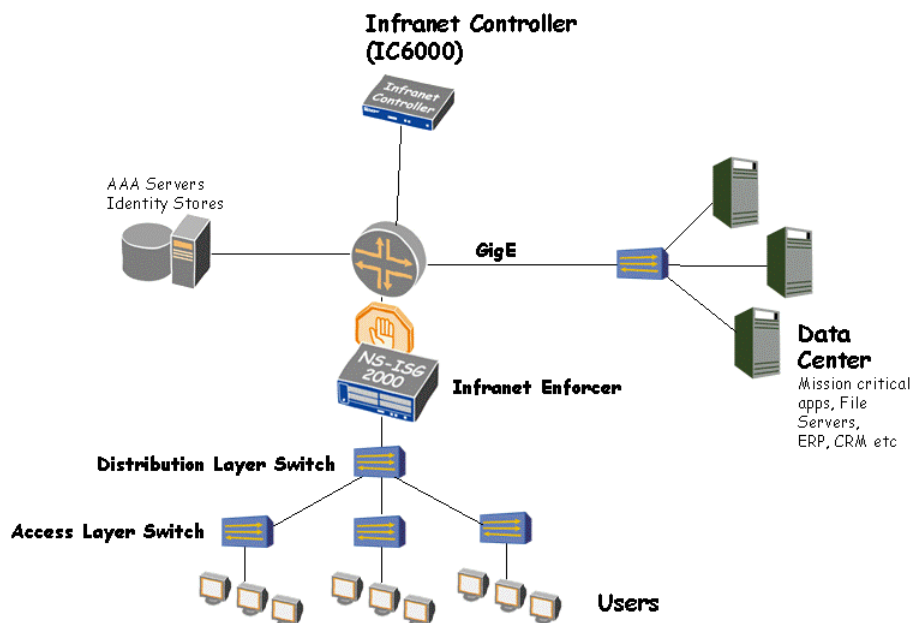 Infranet Controller
(IC6000)
Infranet
Controller
AAA Servers
Identity Stores
GigE
NS-ISG
2000
Infranet Enforcer
Data
Center
Mission critical
apps, File
Servers,
ERP, CRM etc
Distribution Layer Switch
Access Layer Switch
Users